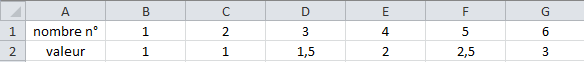 A B C D E F G
1 nombre n° 1 2 3 4 5 6
2 valeur 1 1 1,5 2 2,5 3